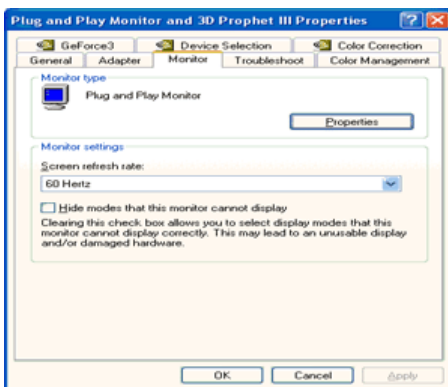 Plug and Play Monitor and 3D Prophet III Properties
GeForce3 Device Selection Color Correction
General Adapter Monitor Troubleshoot Color Management
Monitor type
Plug and Play Monitor
Properties
Monitor settings
Screen refresh rate:
60 Hertz
Hide modes that this monitor cannot display
Clearing this check box allows you to select display modes that this
monitor cannot display correctly. This may lead to an unusable display
and/or damaged hardware.
OK Cancel Apply